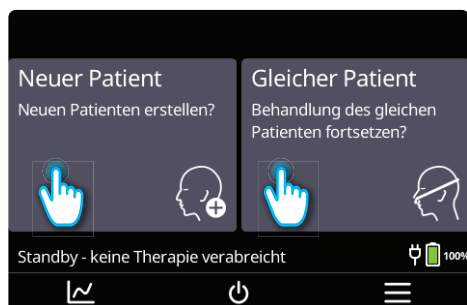 Neuer Patient
Neuen Patienten erstellen?
Gleicher Patient
Behandlung des gleichen
Patienten fortsetzen?
Standby - keine Therapie verabreicht
100%